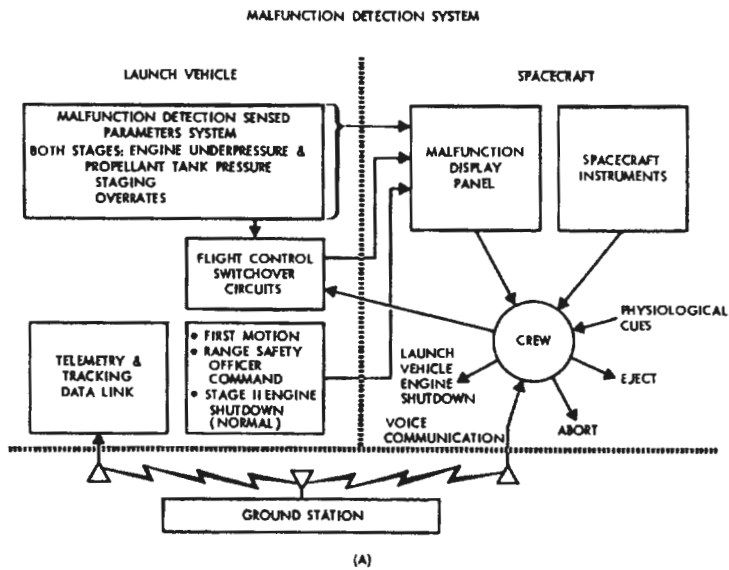 MALFUNCTION DETECTION SYSTEM
LAUNCH VEHICLE
SPACECRAFT
MALFUNCTION DETECTION SENSED
PARAMETERS SYSTEM
BOTH STAGES: ENGINE UNDERPRESSURE &
PROPELLANT TANK PRESSURE
STAGING
OVERRATES
MALFUNCTION
DISPLAY
PANEL
SPACECRAFT
INSTRUMENTS
FLIGHT CONTROL
SWITCHOVER
CIRCUITS
TELEMETRY &
TRACKING
DATA LINK
• FIRST MOTION
• RANGE SAFETY
OFFICER
COMMAND
• STAGE II ENGINE
SHUTDOWN
(NORMAL)
CREW
PHYSIOLOGICAL
CUES
LAUNCH
VEHICLE
ENGINE
SHUTDOWN
EJECT
ABORT
VOICE
COMMUNICATION
GROUND STATION
(A)